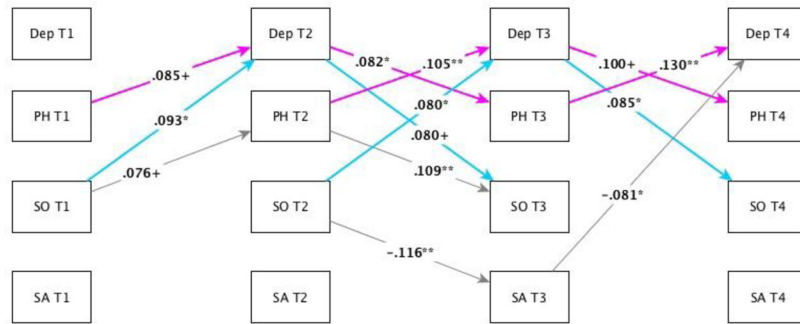 Dep T1
Dep T2
Dep T3
Dep T4
.085+
.082*
.105**
.100+
.130**
PH T1
PH T2
PH T3
PH T4
.093*
.080*
.085*
.080+
.076+
.109**
SO T1
SO T2
SO T3
SO T4
-.081*
-.116**
SA T1
SA T2
SA T3
SA T4